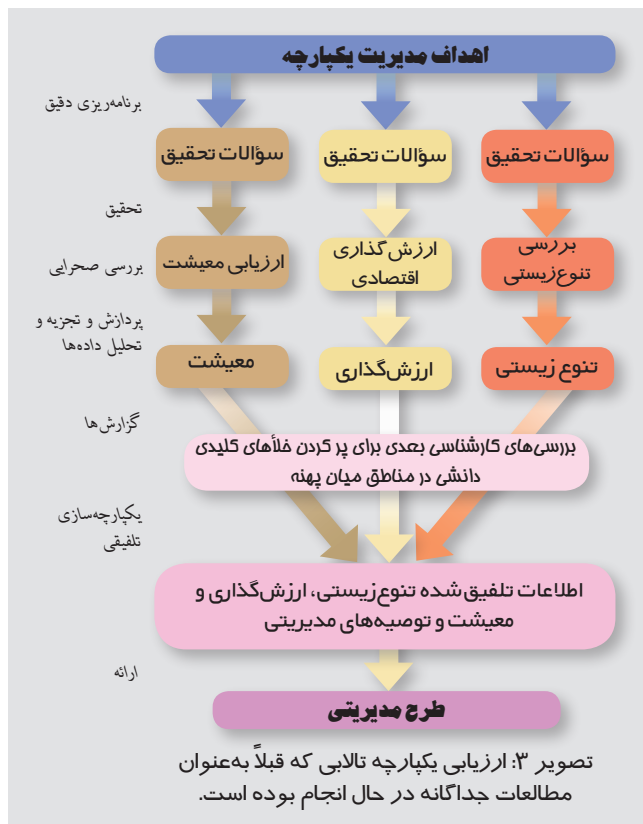 اهداف مدیریت یکپارچه
برنامه‌ریزی دقیق
سؤالات تحقیق
سؤالات تحقیق
سؤالات تحقیق
تحقیق
بررسی
تنوع‌زیستی
ارزش‌گذاری
اقتصادی
ارزیابی معیشت
بررسی صحرایی
پردازش و تجزیه و
تحلیل داده‌ها
تنوع زیستی
ارزش‌گذاری
معیشت
گزارش‌ها
بررسی‌های کارشناسی بعدی برای پر کردن خلأهای کلیدی
دانشی در مناطق میان پهنه
یکپارچه‌سازی
تلفیقی
اطلاعات تلفیق‌شده تنوع‌زیستی، ارزش‌گذاری و
معیشت و توصیه‌های مدیریتی
ارائه
طرح مدیریتی
تصویر ۳: ارزیابی یکپارچه تالابی که قبلاً به‌عنوان
مطالعات جداگانه در حال انجام بوده است.